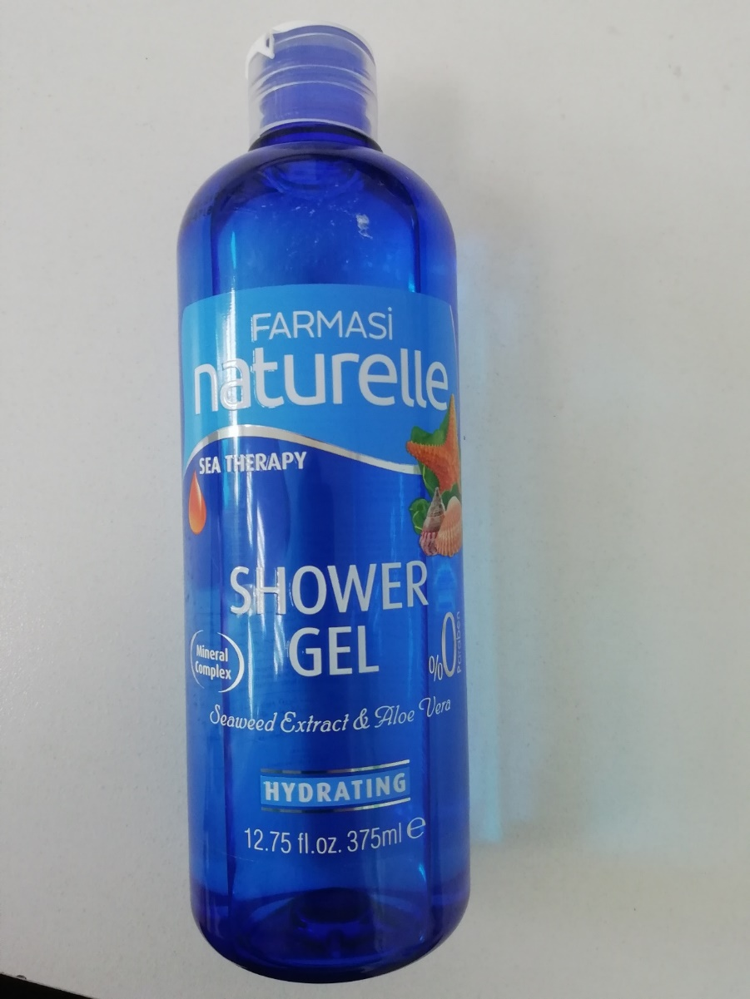 FARMASi
naturelle
SEA THERAPY
SHOWER
GEL
Mineral
Complex
%0
Paraben
Seaweed Extract & Aloe Vera
HYDRATING
12.75 fl.oz. 375ml ℮